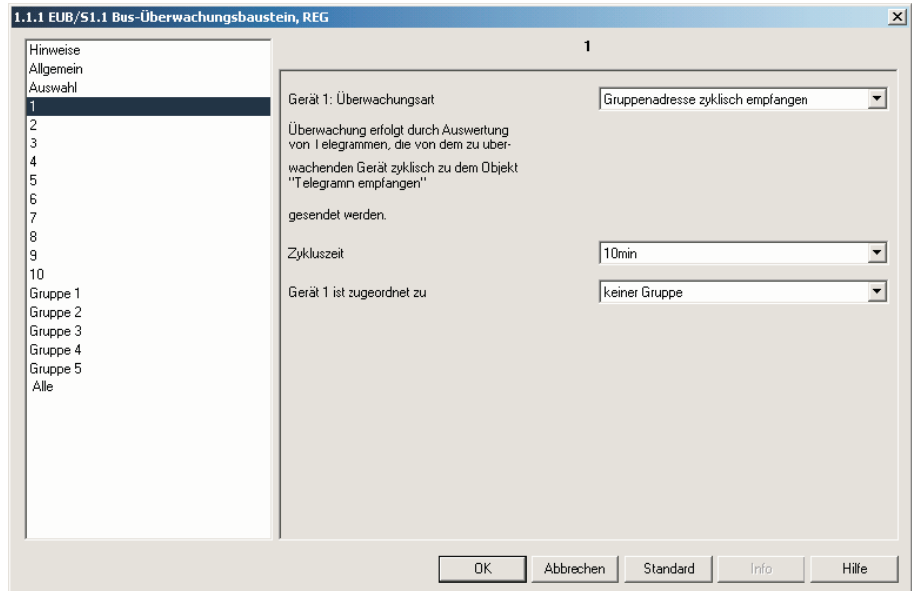 1.1.1 EUB/S1.1 Bus-Überwachungsbaustein, REG
Hinweise
Allgemein
Auswahl
1
2
3
4
5
6
7
8
9
10
Gruppe 1
Gruppe 2
Gruppe 3
Gruppe 4
Gruppe 5
Alle
1
Gerät 1: Überwachungsart
Gruppenadresse zyklisch empfangen
Überwachung erfolgt durch Auswertung
von Telegrammen, die von dem zu über-
wachenden Gerät zyklisch zu dem Objekt
"Telegramn empfangen"
gesendet werden.
Zykluszeit
10min
Gerät 1 ist zugeordnet zu
keiner Gruppe
OK
Abbrechen
Standard
Info
Hilfe